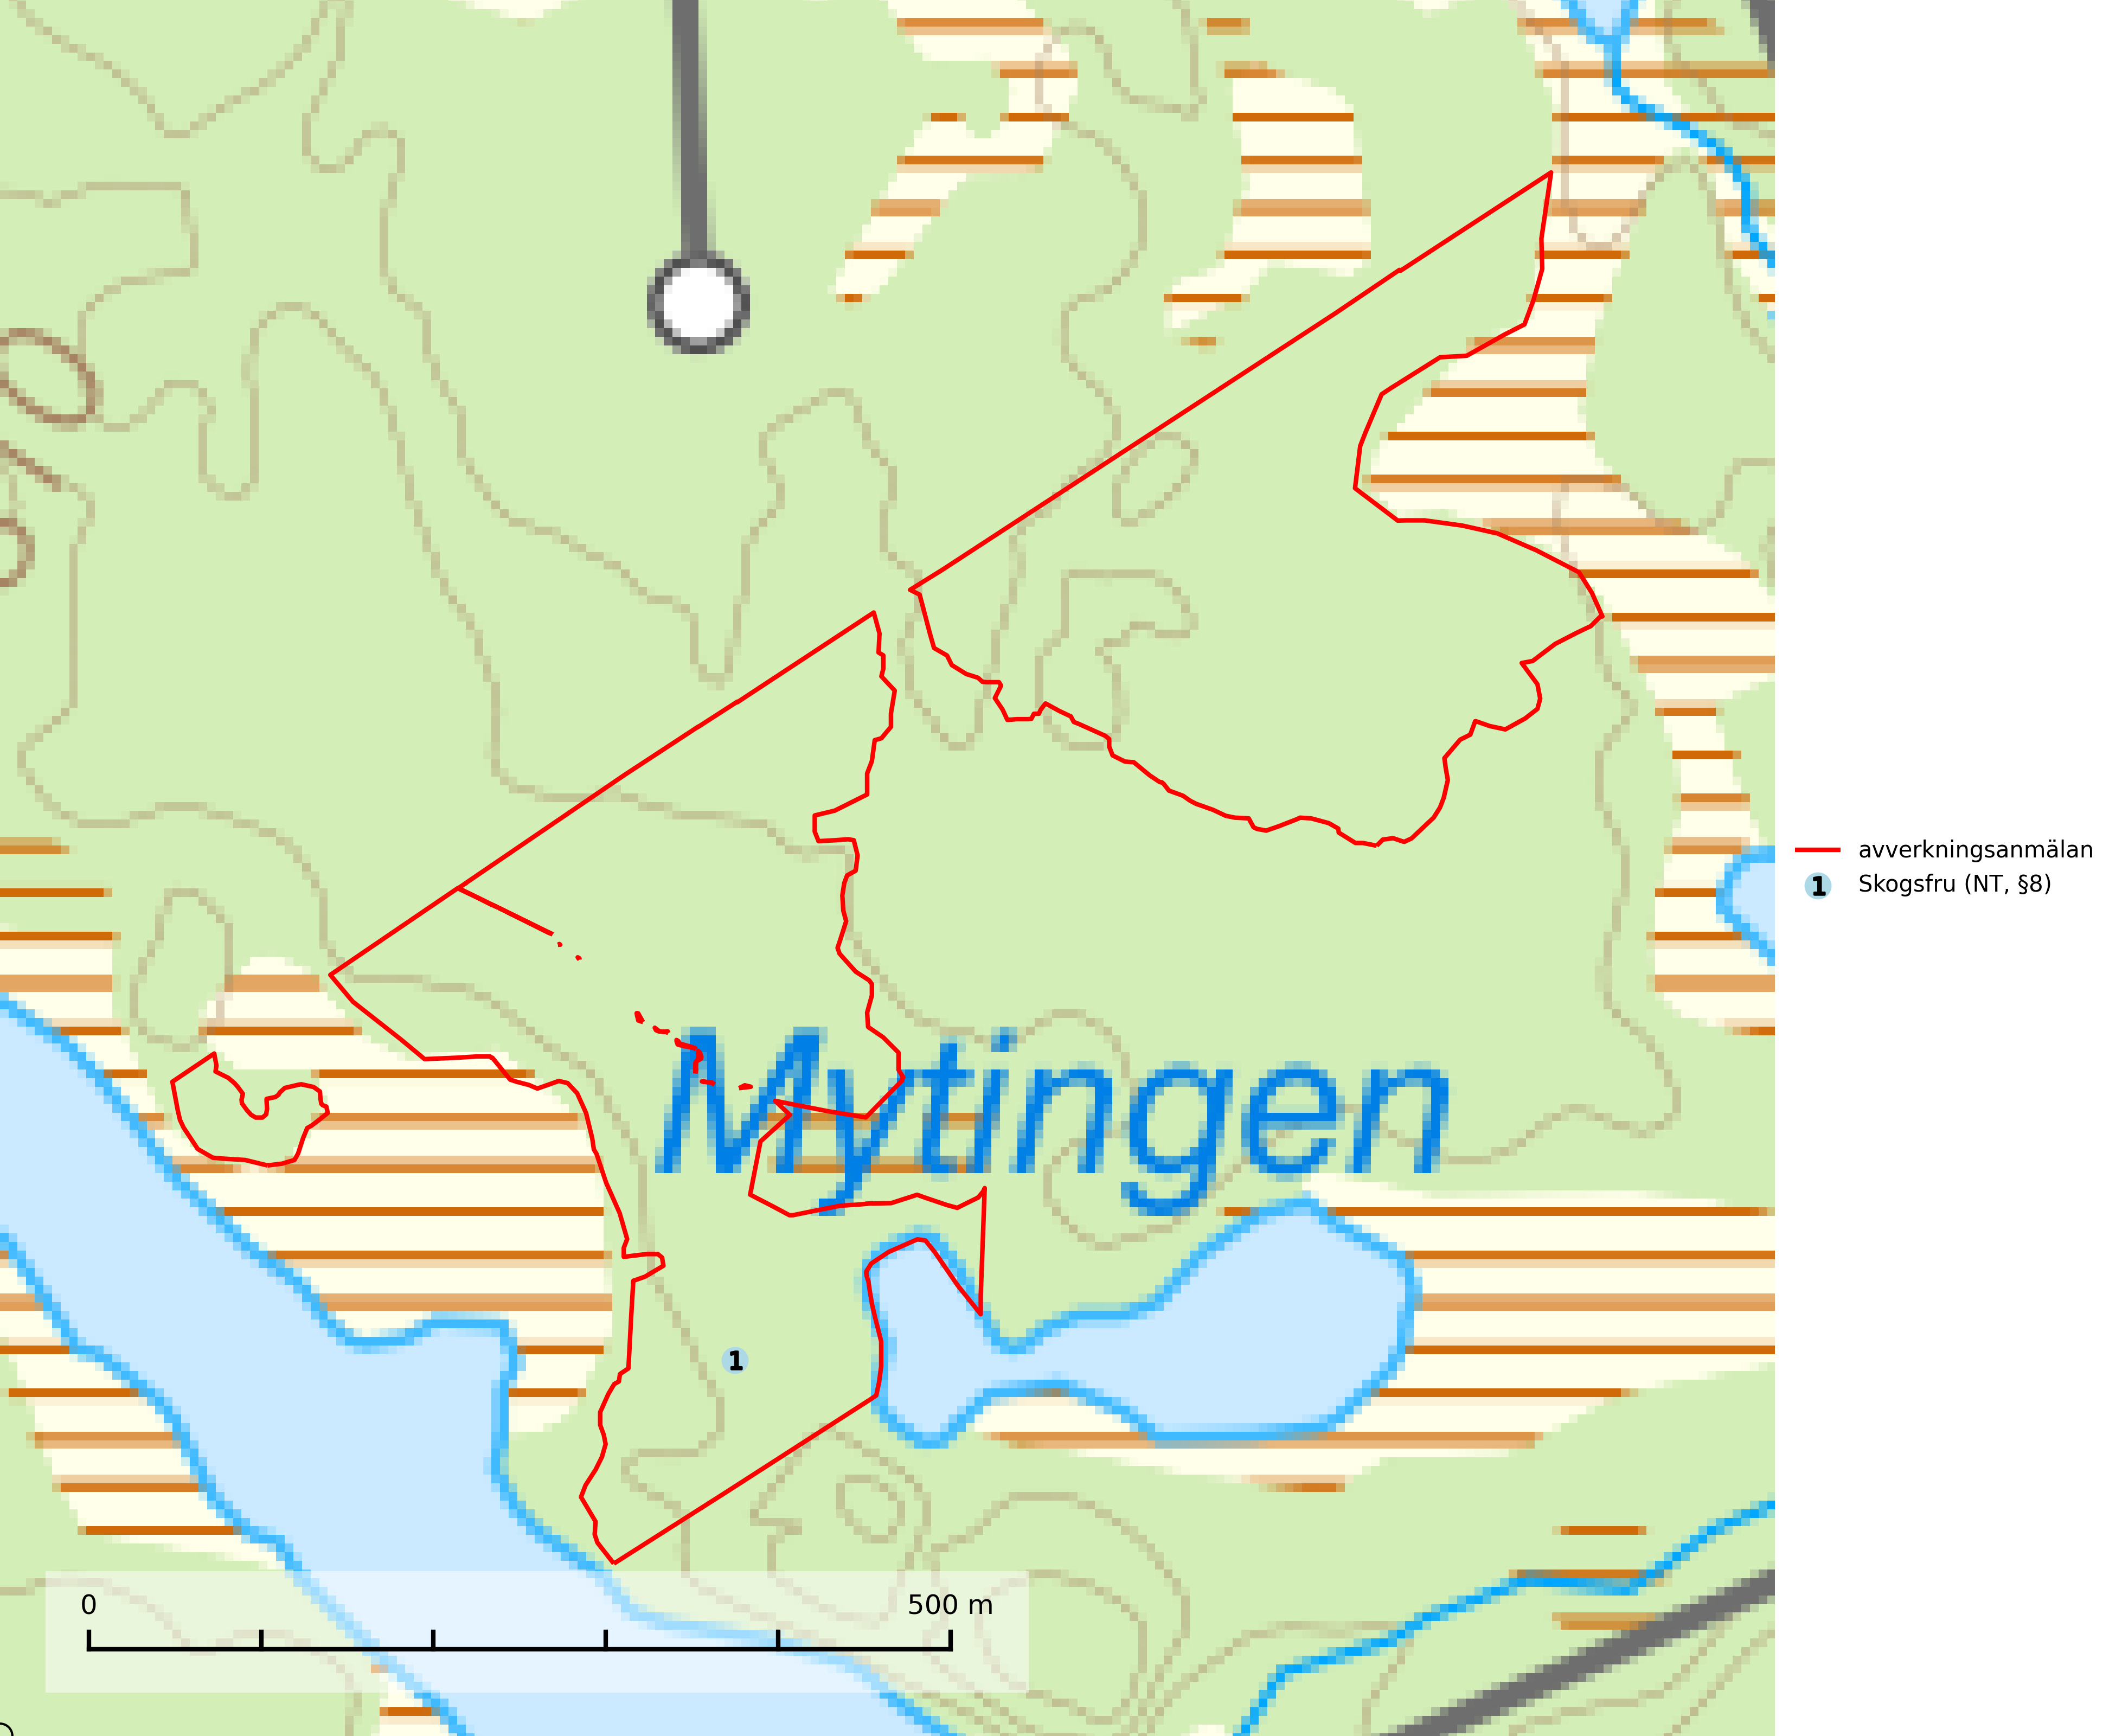 avverkningsanmälan
1 Skogsfru (NT, §8)
Mytingen
1
0 500 m